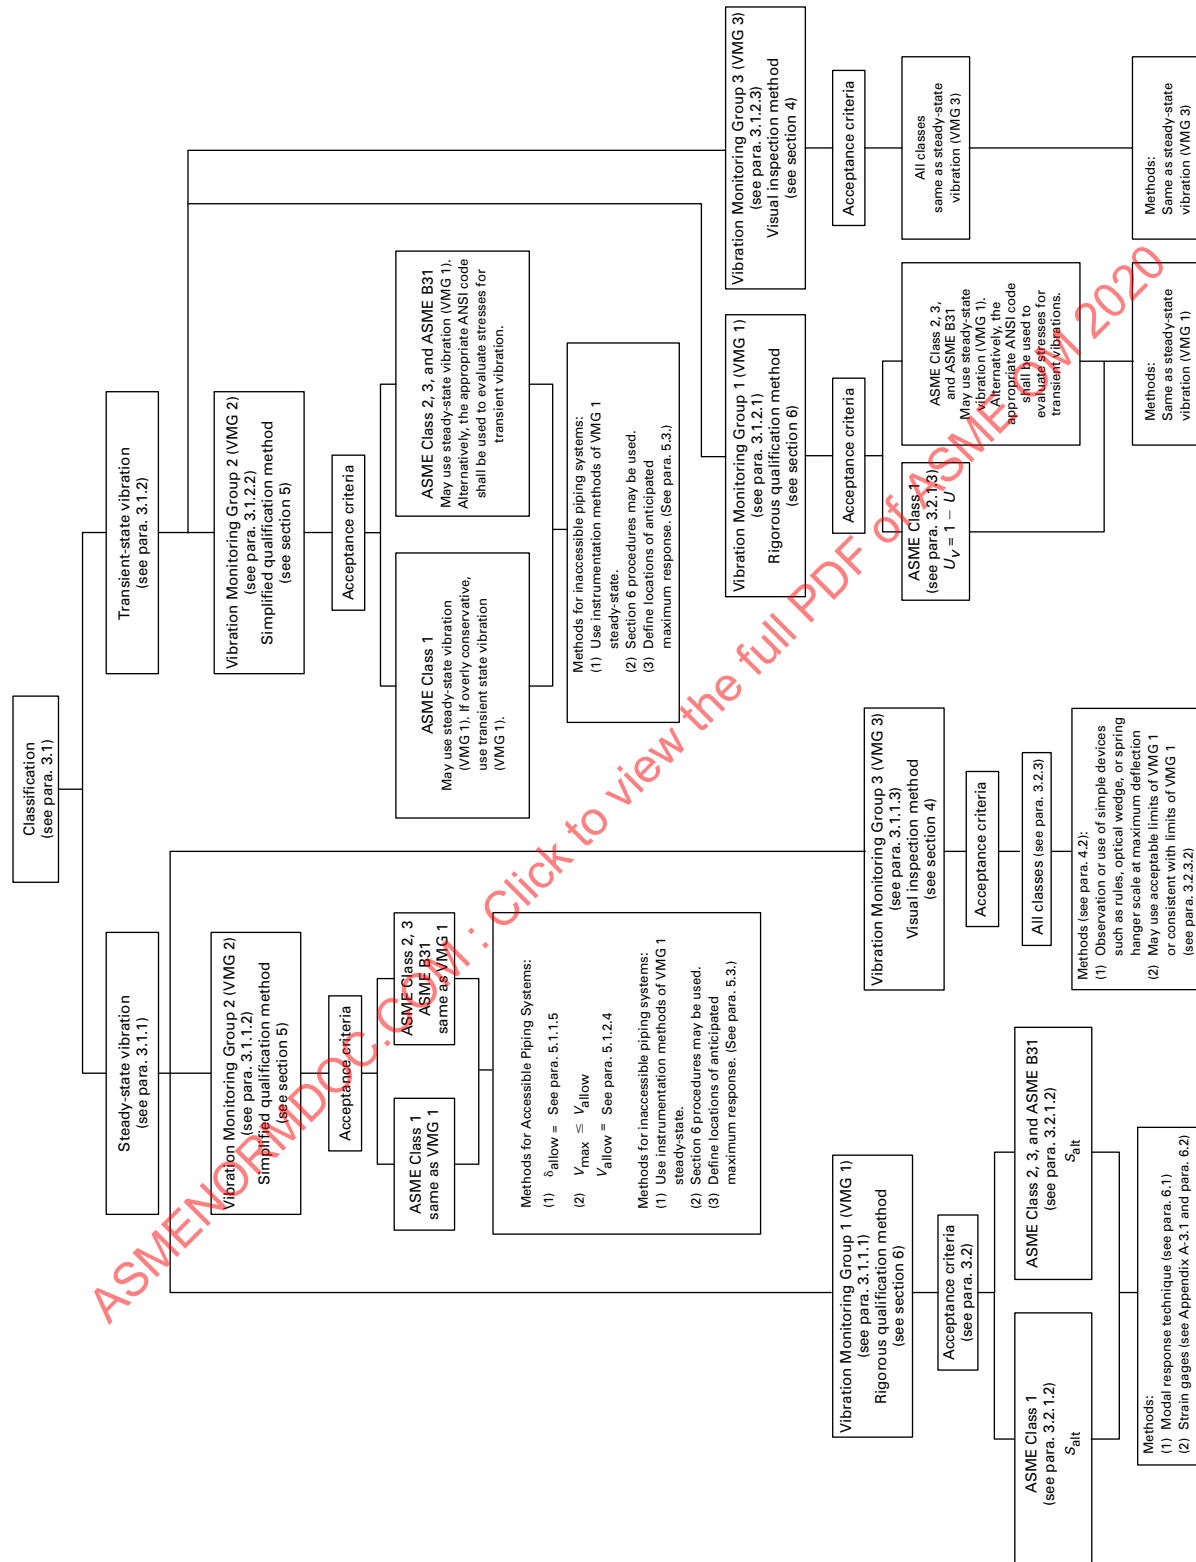 Classification
(see para. 3.1)
Steady-state vibration
(see para. 3.1.1)
Transient-state vibration
(see para. 3.1.2)
Vibration Monitoring Group 2 (VMG 2)
(see para. 3.1.1.2)
Simplified qualification method
(see section 5)
Acceptance criteria
ASME Class 1
same as VMG 1
ASME Class 2, 3
ASME B31
same as VMG 1
Methods for Accessible Piping Systems:
(1) δallow = See para. 5.1.1.5
(2) Vmax ≤ Vallow
Vallow = See para. 5.1.2.4
Methods for inaccessible piping systems:
(1) Use instrumentation methods of VMG 1
steady-state.
(2) Section 6 procedures may be used.
(3) Define locations of anticipated
maximum response. (See para. 5.3.)
Vibration Monitoring Group 2 (VMG 2)
(see para. 3.1.2.2)
Simplified qualification method
(see section 5)
Acceptance criteria
ASME Class 1
May use steady-state vibration
(VMG 1). If overly conservative,
use transient state vibration
(VMG 1).
ASME Class 2, 3, and ASME B31
May use steady-state vibration (VMG 1).
Alternatively, the appropriate ANSI code
shall be used to evaluate stresses for
transient vibration.
Methods for inaccessible piping systems:
(1) Use instrumentation methods of VMG 1
steady-state.
(2) Section 6 procedures may be used.
(3) Define locations of anticipated
maximum response. (See para. 5.3.)
Vibration Monitoring Group 1 (VMG 1)
(see para. 3.1.1.1)
Rigorous qualification method
(see section 6)
Acceptance criteria
(see para. 3.2)
ASME Class 1
(see para. 3.2.1.2)
Salt
ASME Class 2, 3, and ASME B31
(see para. 3.2.1.2)
Salt
Methods:
(1) Modal response technique (see para. 6.1)
(2) Strain gages (see Appendix A-3.1 and para. 6.2)
Vibration Monitoring Group 3 (VMG 3)
(see para. 3.1.1.3)
Visual inspection method
(see section 4)
Acceptance criteria
All classes (see para. 3.2.3)
Methods (see para. 4.2):
(1) Observation or use of simple devices
such as rules, optical wedge, or spring
hanger scale at maximum deflection
(2) May use acceptable limits of VMG 1
or consistent with limits of VMG 1
(see para. 3.2.3.2)
Vibration Monitoring Group 1 (VMG 1)
(see para. 3.1.2.1)
Rigorous qualification method
(see section 6)
Acceptance criteria
ASME Class 1
(see para. 3.2.1.3)
Uv = 1 − U
ASME Class 2, 3,
and ASME B31
May use steady-state
vibration (VMG 1).
Alternatively, the
appropriate ANSI code
shall be used to
evaluate stresses for
transient vibrations.
Methods:
Same as steady-state
vibration (VMG 1)
Vibration Monitoring Group 3 (VMG 3)
(see para. 3.1.2.3)
Visual inspection method
(see section 4)
Acceptance criteria
All classes
same as steady-state
vibration (VMG 3)
Methods:
Same as steady-state
vibration (VMG 3)
ASMENORMDOC.COM : Click to view the full PDF of ASME OM 2020